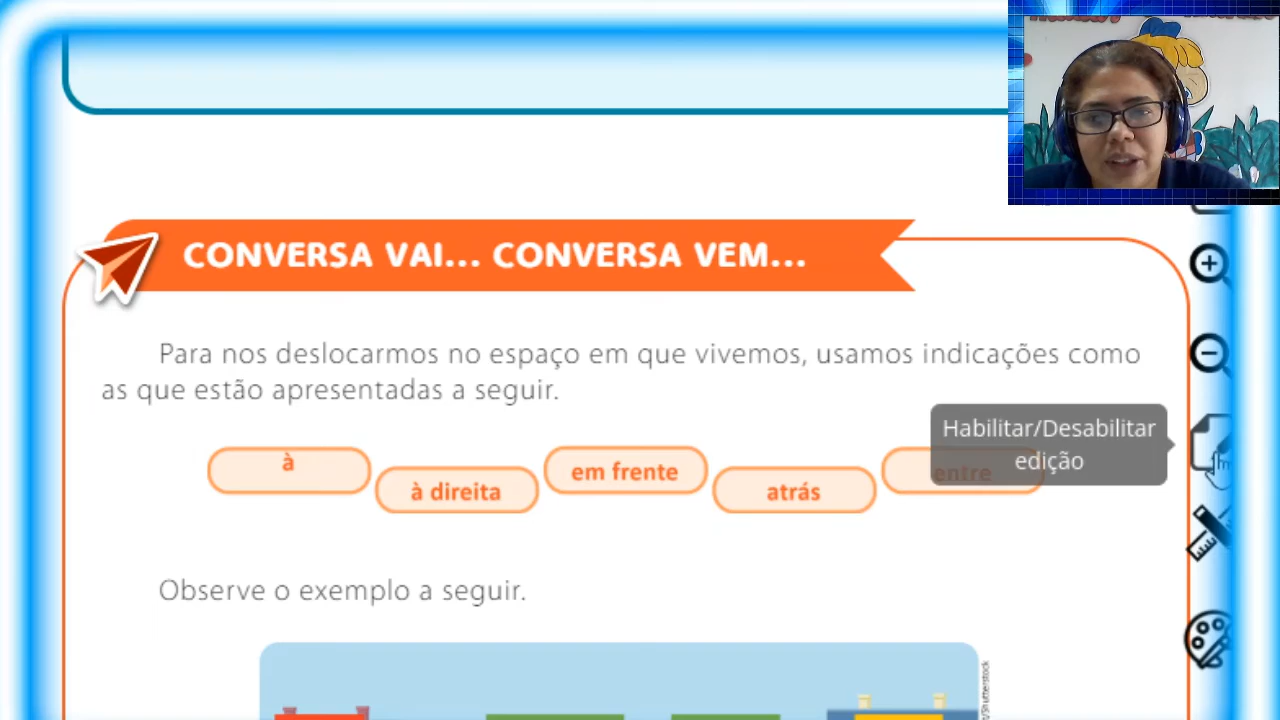 CONVERSA VAI... CONVERSA VEM...
Para nos deslocarmos no espaço em que vivemos, usamos indicações como
as que estão apresentadas a seguir.
à
à direita
em frente
atrás
entre
Habilitar/Desabilitar
edição
Observe o exemplo a seguir.